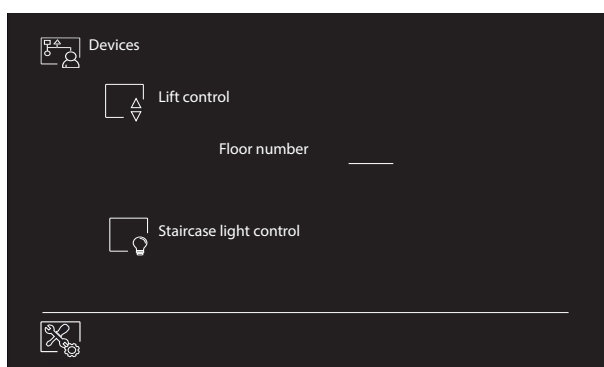 Devices
Lift control
Floor number
Staircase light control